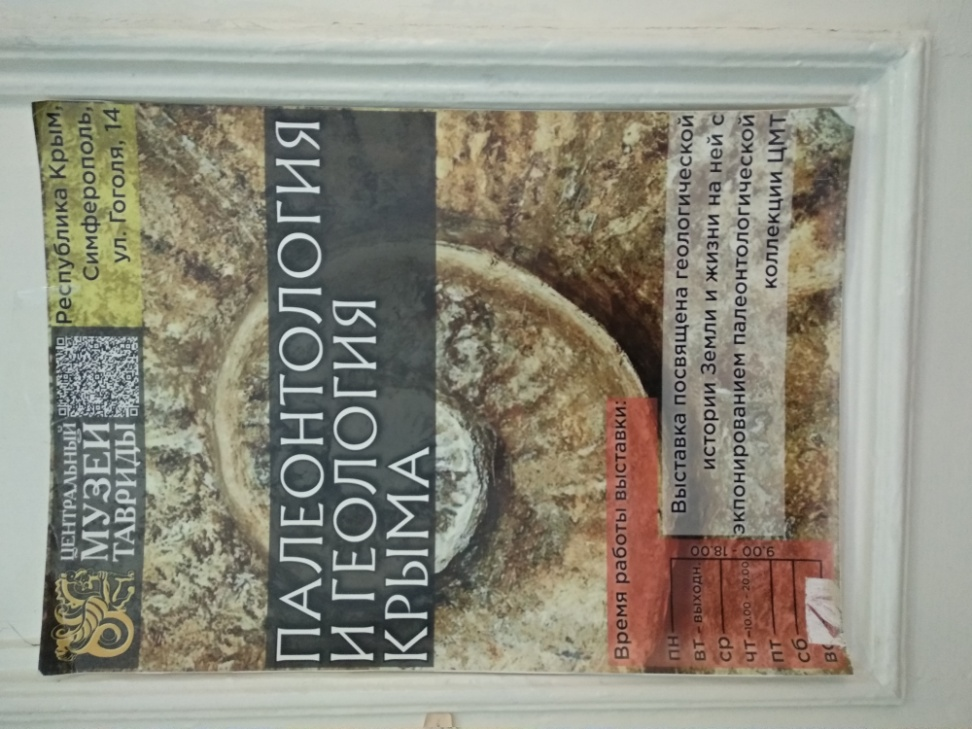 ЦЕНТРАЛЬНЫЙ
МУЗЕЙ
ТАВРИДЫ
Республика Крым,
Симферополь,
ул. Гоголя, 14
ПАЛЕОНТОЛОГИЯ
И ГЕОЛОГИЯ
КРЫМА
Время работы выставки:
пн
вт - выходн.
ср
чт 10.00 - 20.00
пт
сб
9.00 - 18.00
Выставка посвящена геологической
истории Земли и жизни на ней с
экпонированием палеонтологической
коллекции ЦМТ